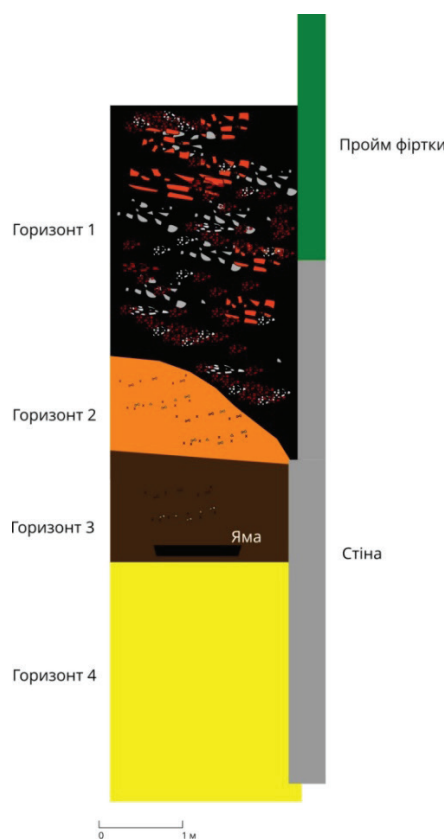 Пройм фіртки
Горизонт 1
Горизонт 2
Горизонт 3
Яма
Стіна
Горизонт 4
0 1 м